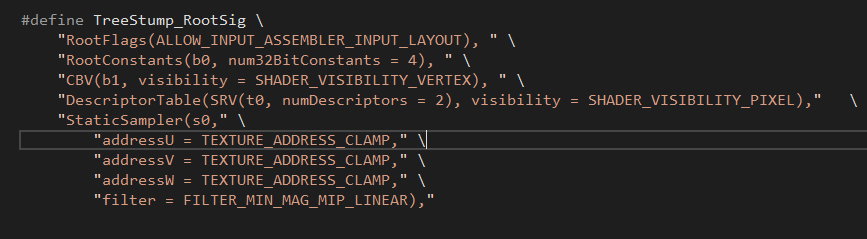 #define TreeStump_RootSig \
"RootFlags(ALLOW_INPUT_ASSEMBLER_INPUT_LAYOUT), " \
"RootConstants(b0, num32BitConstants = 4), " \
"CBV(b1, visibility = SHADER_VISIBILITY_VERTEX), " \
"DescriptorTable(SRV(t0, numDescriptors = 2), visibility = SHADER_VISIBILITY_PIXEL)," \
"StaticSampler(s0," \
"addressU = TEXTURE_ADDRESS_CLAMP," \
"addressV = TEXTURE_ADDRESS_CLAMP," \
"addressW = TEXTURE_ADDRESS_CLAMP," \
"filter = FILTER_MIN_MAG_MIP_LINEAR),"